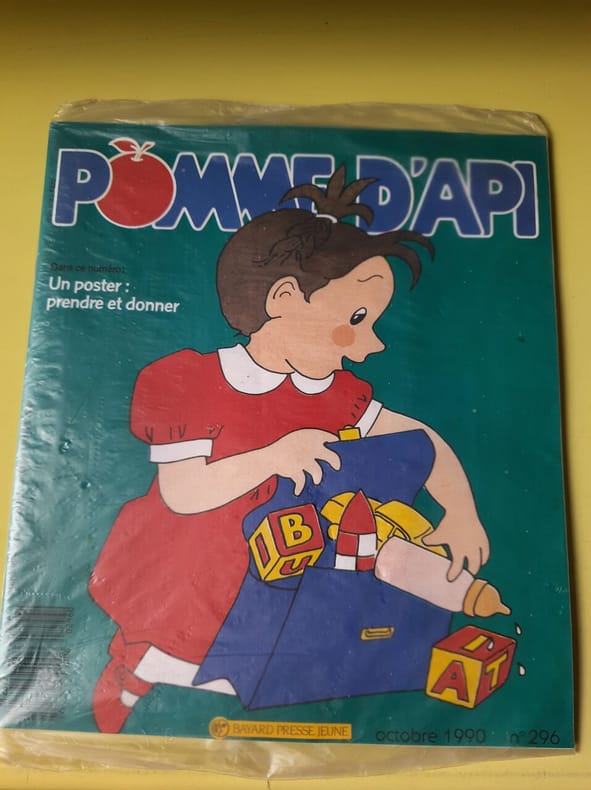 POMME D'API
Dans ce numéro:
Un poster :
prendre et donner
B
I
U
I
A
T
BAYARD PRESSE JEUNE
octobre 1990 n° 296